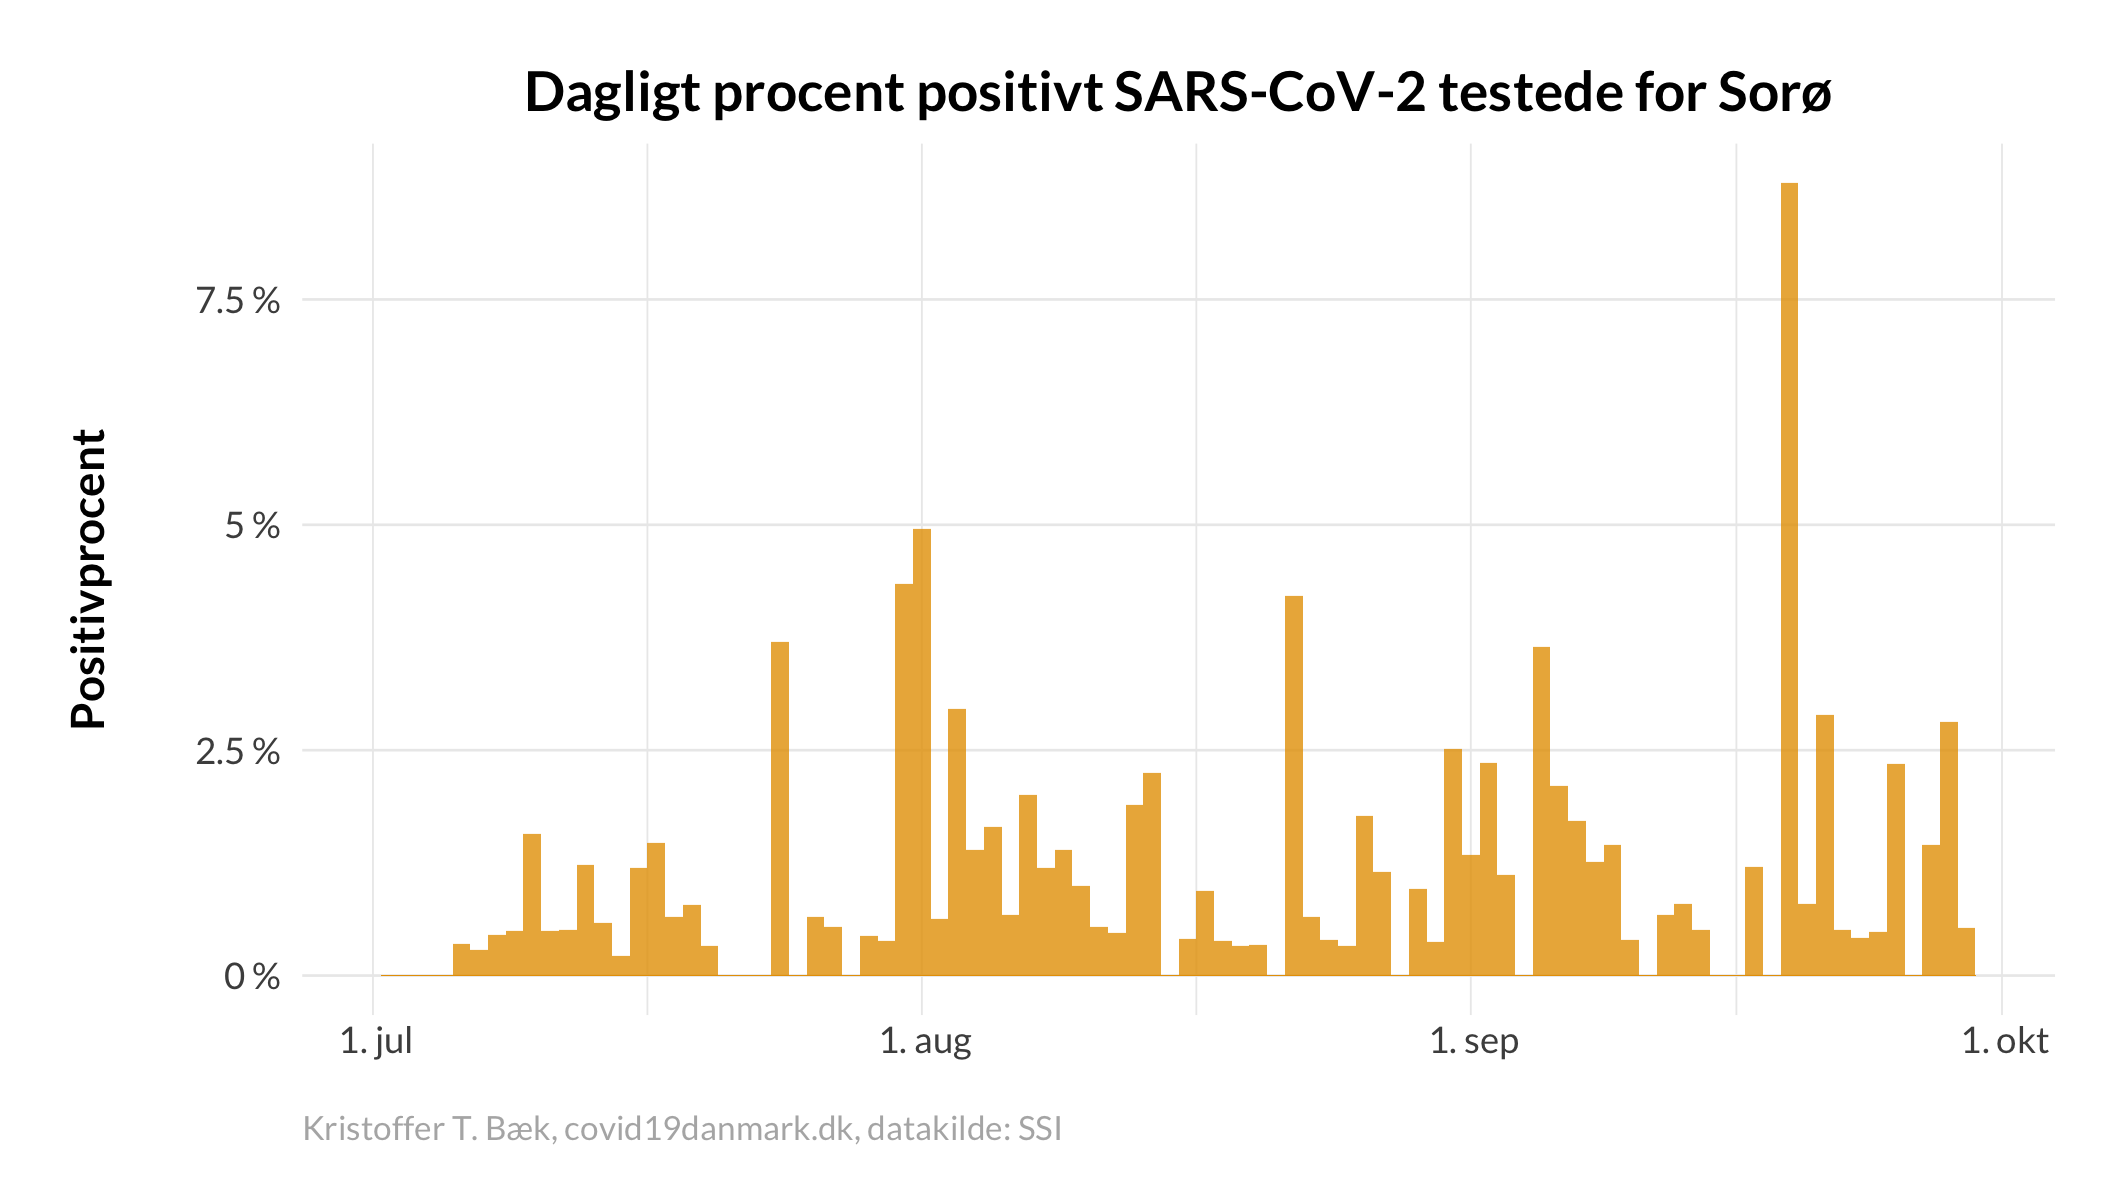 Dagligt procent positivt SARS-CoV-2 testede for Sorø
Positivprocent
7.5 %
5 %
2.5 %
0 %
1. jul
1. aug
1. sep
1. okt
Kristoffer T. Bæk, covid19danmark.dk, datakilde: SSI